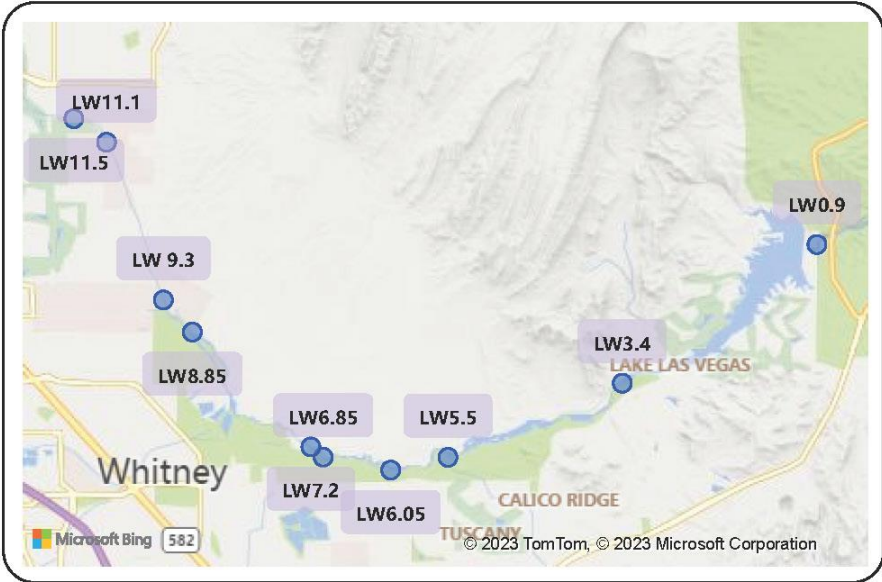 LW11.1
LW11.5
LW0.9
LW 9.3
LW3.4
LAKE LAS VEGAS
LW8.85
LW6.85
LW5.5
Whitney
LW7.2
CALICO RIDGE
LW6.05
TUSCANY
Microsoft Bing
582
© 2023 TomTom, © 2023 Microsoft Corporation